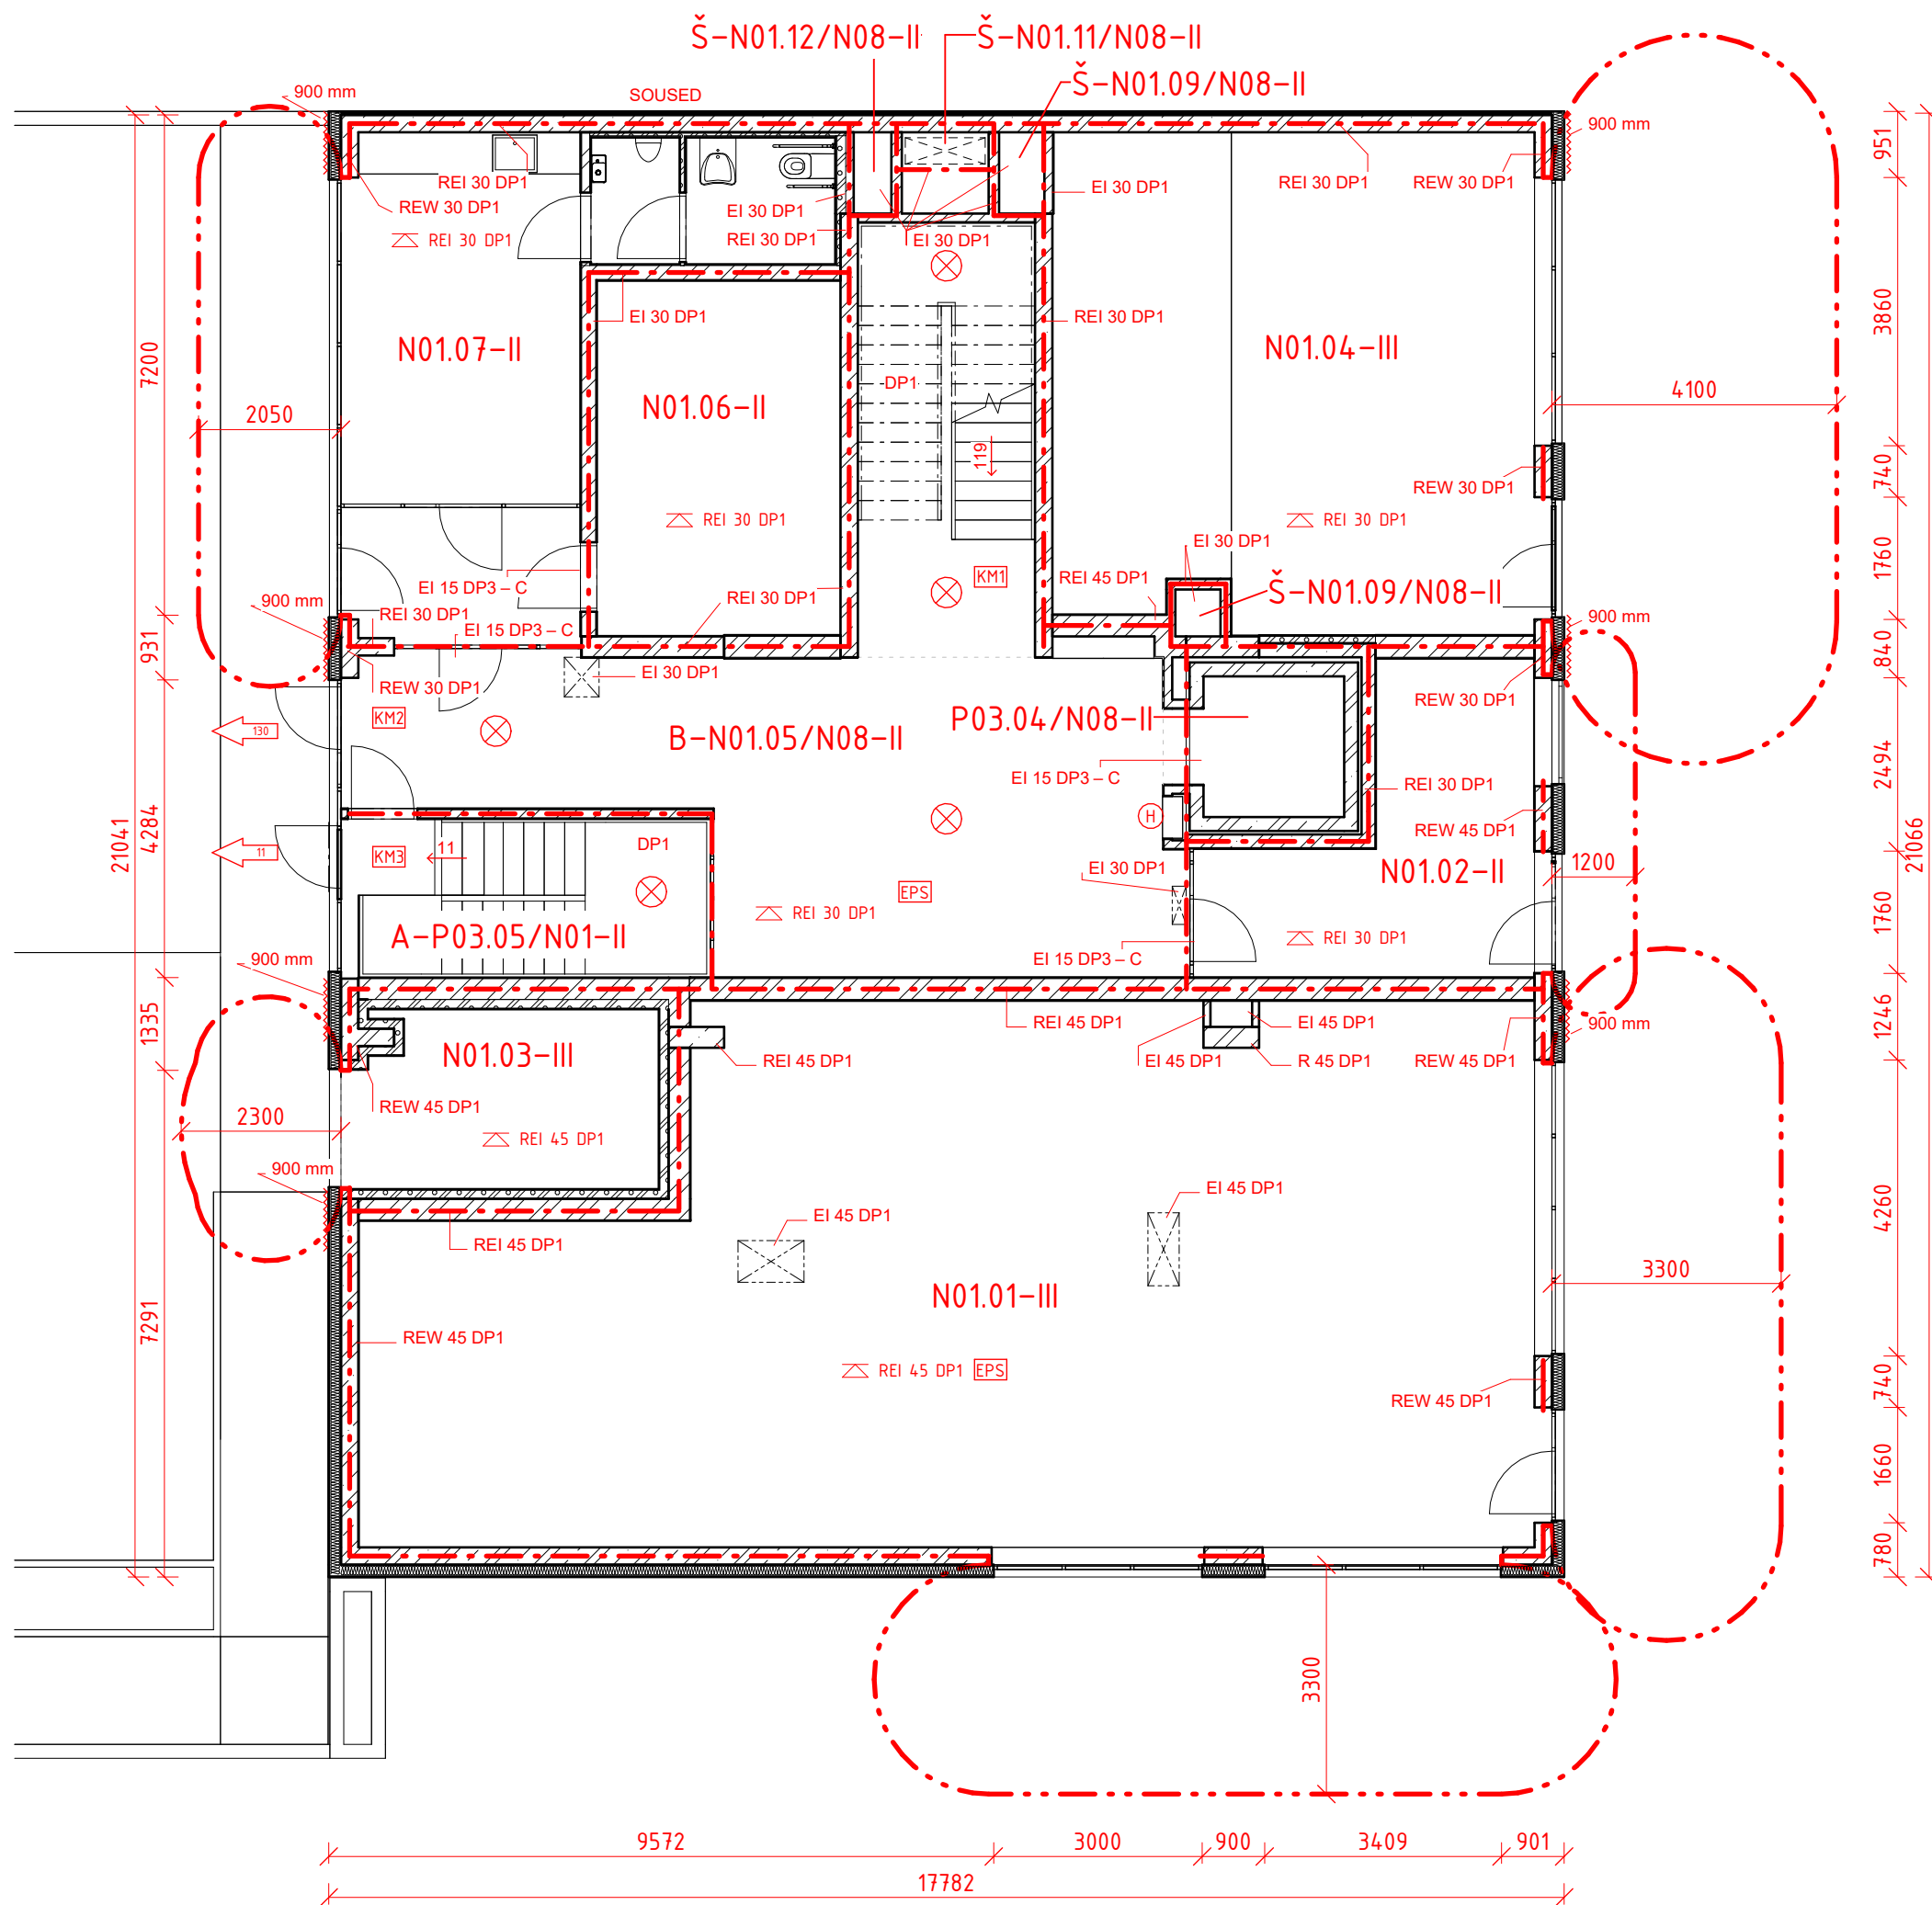 Š-N01.12/N08-II
Š-N01.11/N08-II
Š-N01.09/N08-II
900 mm
SOUSED
900 mm
REI 30 DP1
REW 30 DP1
REI 30 DP1
EI 30 DP1
REI 30 DP1
EI 30 DP1
EI 30 DP1
REI 30 DP1
REW 30 DP1
951
3860
740
1760
840
2494
1760
1246
4260
740
1660
780
21066
7200
931
4284
1335
7291
21041
2050
N01.07-II
EI 30 DP1
N01.06-II
REI 30 DP1
DP1
119
REI 30 DP1
N01.04-III
4100
REW 30 DP1
REI 30 DP1
EI 30 DP1
KM1
REI 45 DP1
Š-N01.09/N08-II
EI 15 DP3 – C
REI 30 DP1
REI 30 DP1
900 mm
EI 15 DP3 – C
900 mm
EI 30 DP1
REW 30 DP1
REW 30 DP1
KM2
130
B-N01.05/N08-II
P03.04/N08-II
EI 15 DP3 – C
REI 30 DP1
H
REW 45 DP1
11
KM3
11
DP1
EI 30 DP1
N01.02-II
1200
EPS
REI 30 DP1
A-P03.05/N01-II
REI 30 DP1
EI 15 DP3 – C
900 mm
REI 45 DP1
EI 45 DP1
900 mm
N01.03-III
REI 45 DP1
EI 45 DP1
R 45 DP1
REW 45 DP1
REW 45 DP1
2300
REI 45 DP1
900 mm
EI 45 DP1
EI 45 DP1
REI 45 DP1
N01.01-III
3300
REW 45 DP1
REI 45 DP1
EPS
REW 45 DP1
3300
9572
3000
900
3409
901
17782